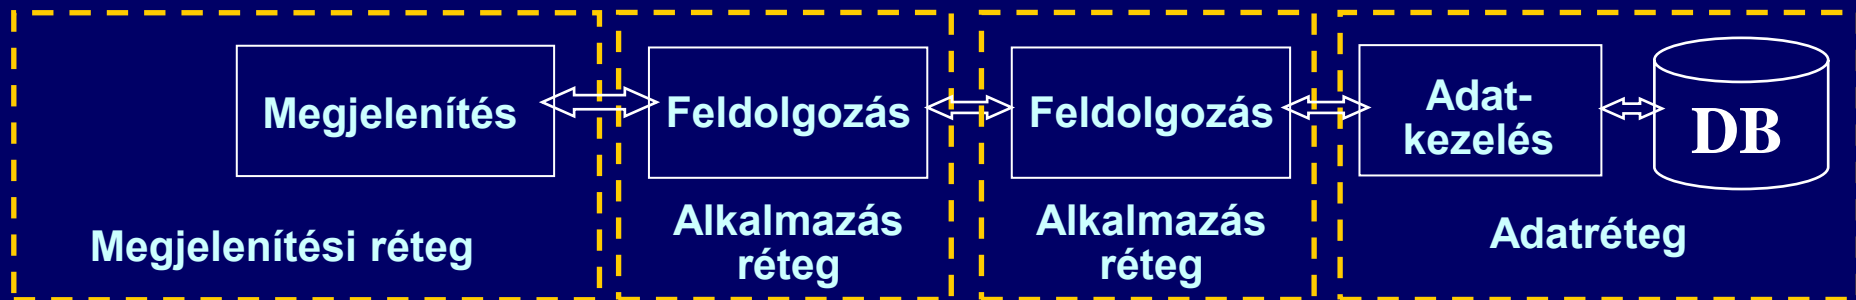 Megjelenítés
Feldolgozás
Feldolgozás
Adat-
kezelés
DB
Megjelenítési réteg
Alkalmazás
réteg
Alkalmazás
réteg
Adatréteg